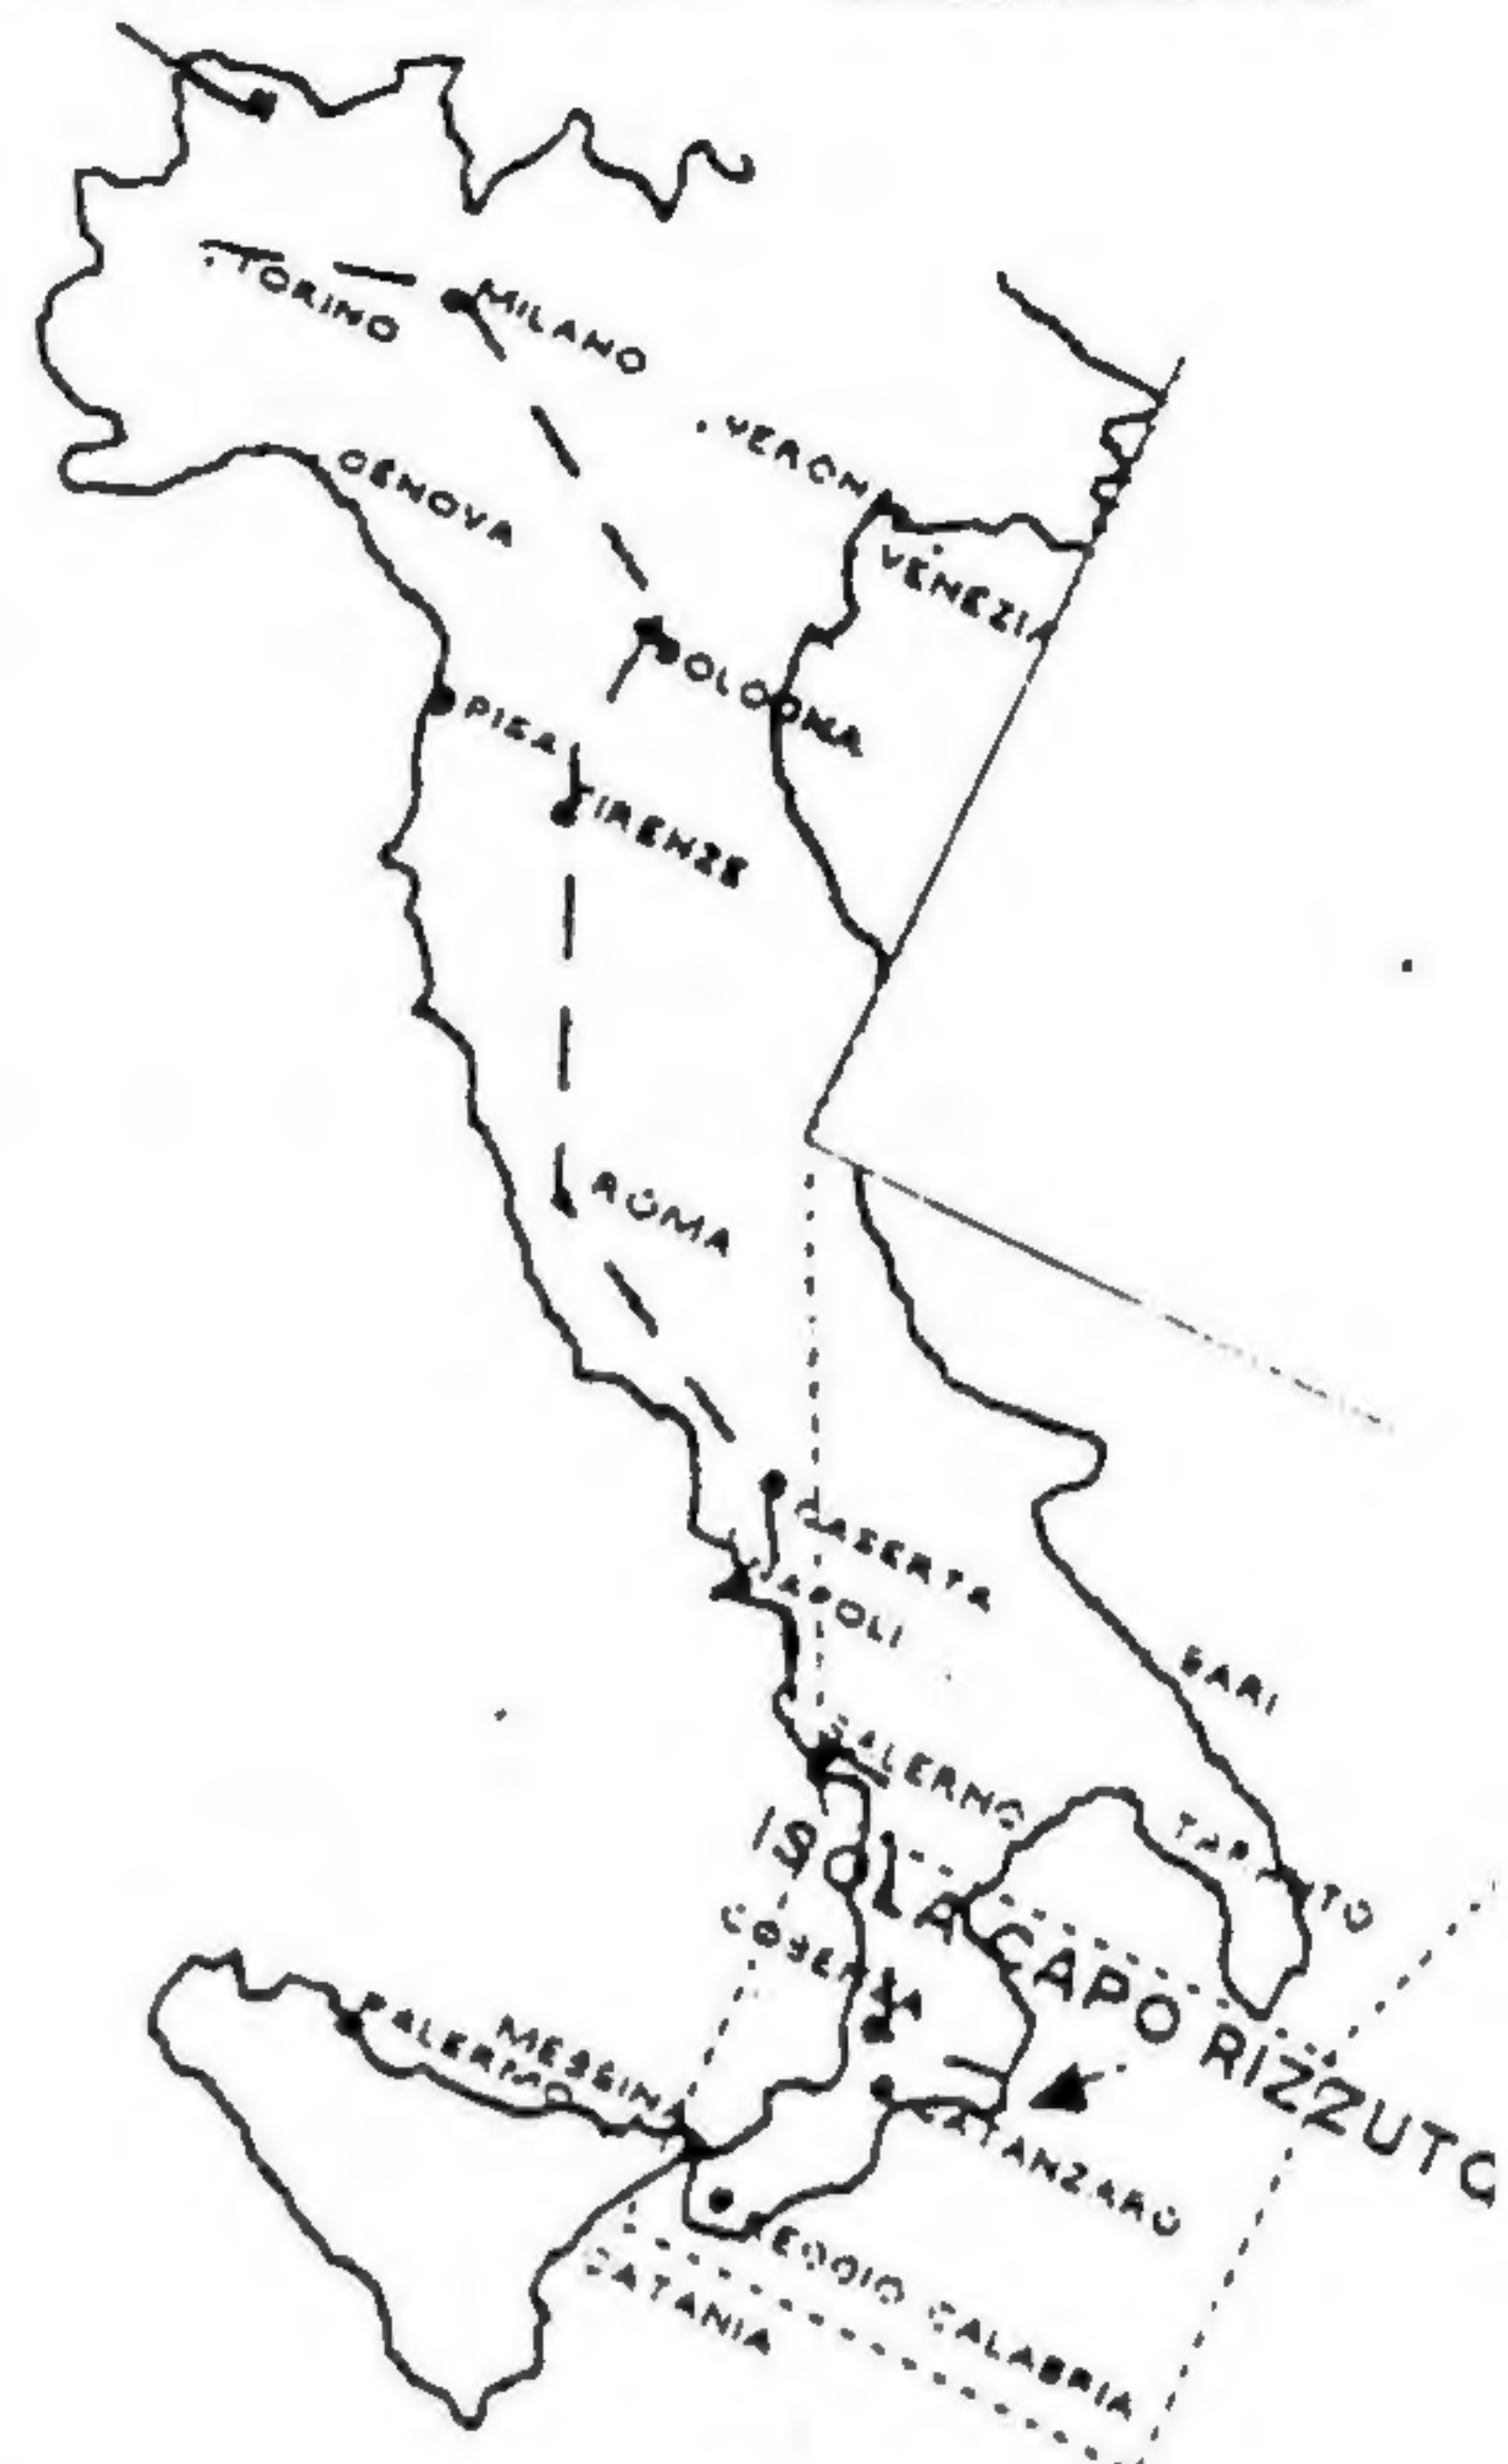 TORINO
MILANO
VERONA
GENOVA
VENEZIA
BOLOGNA
PISA
FIRENZE
ROMA
CASERTA
NAPOLI
BARI
SALERNO
TARANTO
ISOLA CAPO RIZZUTO
COSENZA
PALERMO
MESSINA
CATANZARO
REGGIO CALABRIA
CATANIA